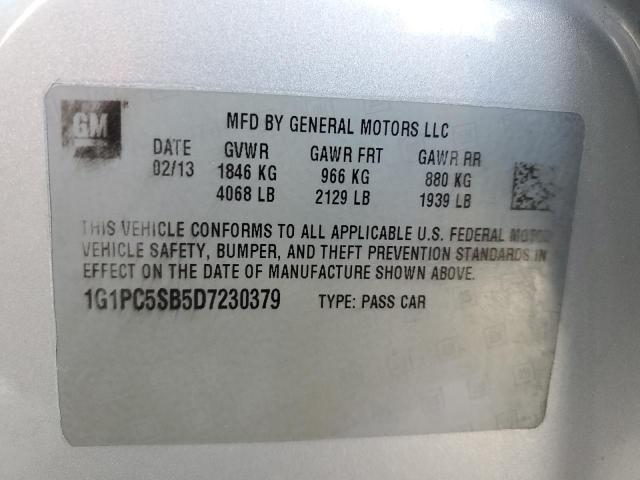 GM
MFD BY GENERAL MOTORS LLC
DATE GVWR GAWR FRT GAWR RR
02/13 1846 KG 966 KG 880 KG
4068 LB 2129 LB 1939 LB
THIS VEHICLE CONFORMS TO ALL APPLICABLE U.S. FEDERAL MOTOR
VEHICLE SAFETY, BUMPER, AND THEFT PREVENTION STANDARDS IN
EFFECT ON THE DATE OF MANUFACTURE SHOWN ABOVE.
1G1PC5SB5D7230379 TYPE: PASS CAR